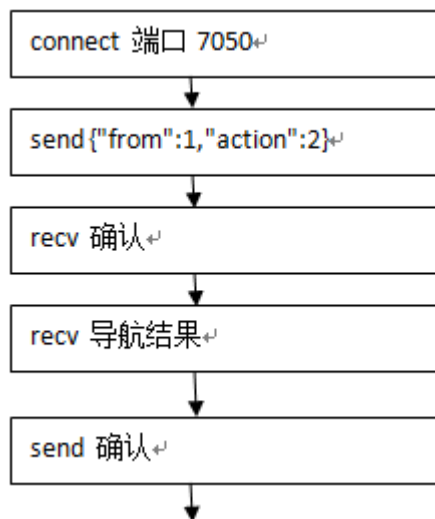 connect 端口 7050↵
send {"from":1,"action":2}↵
recv 确认↵
recv 导航结果↵
send 确认↵